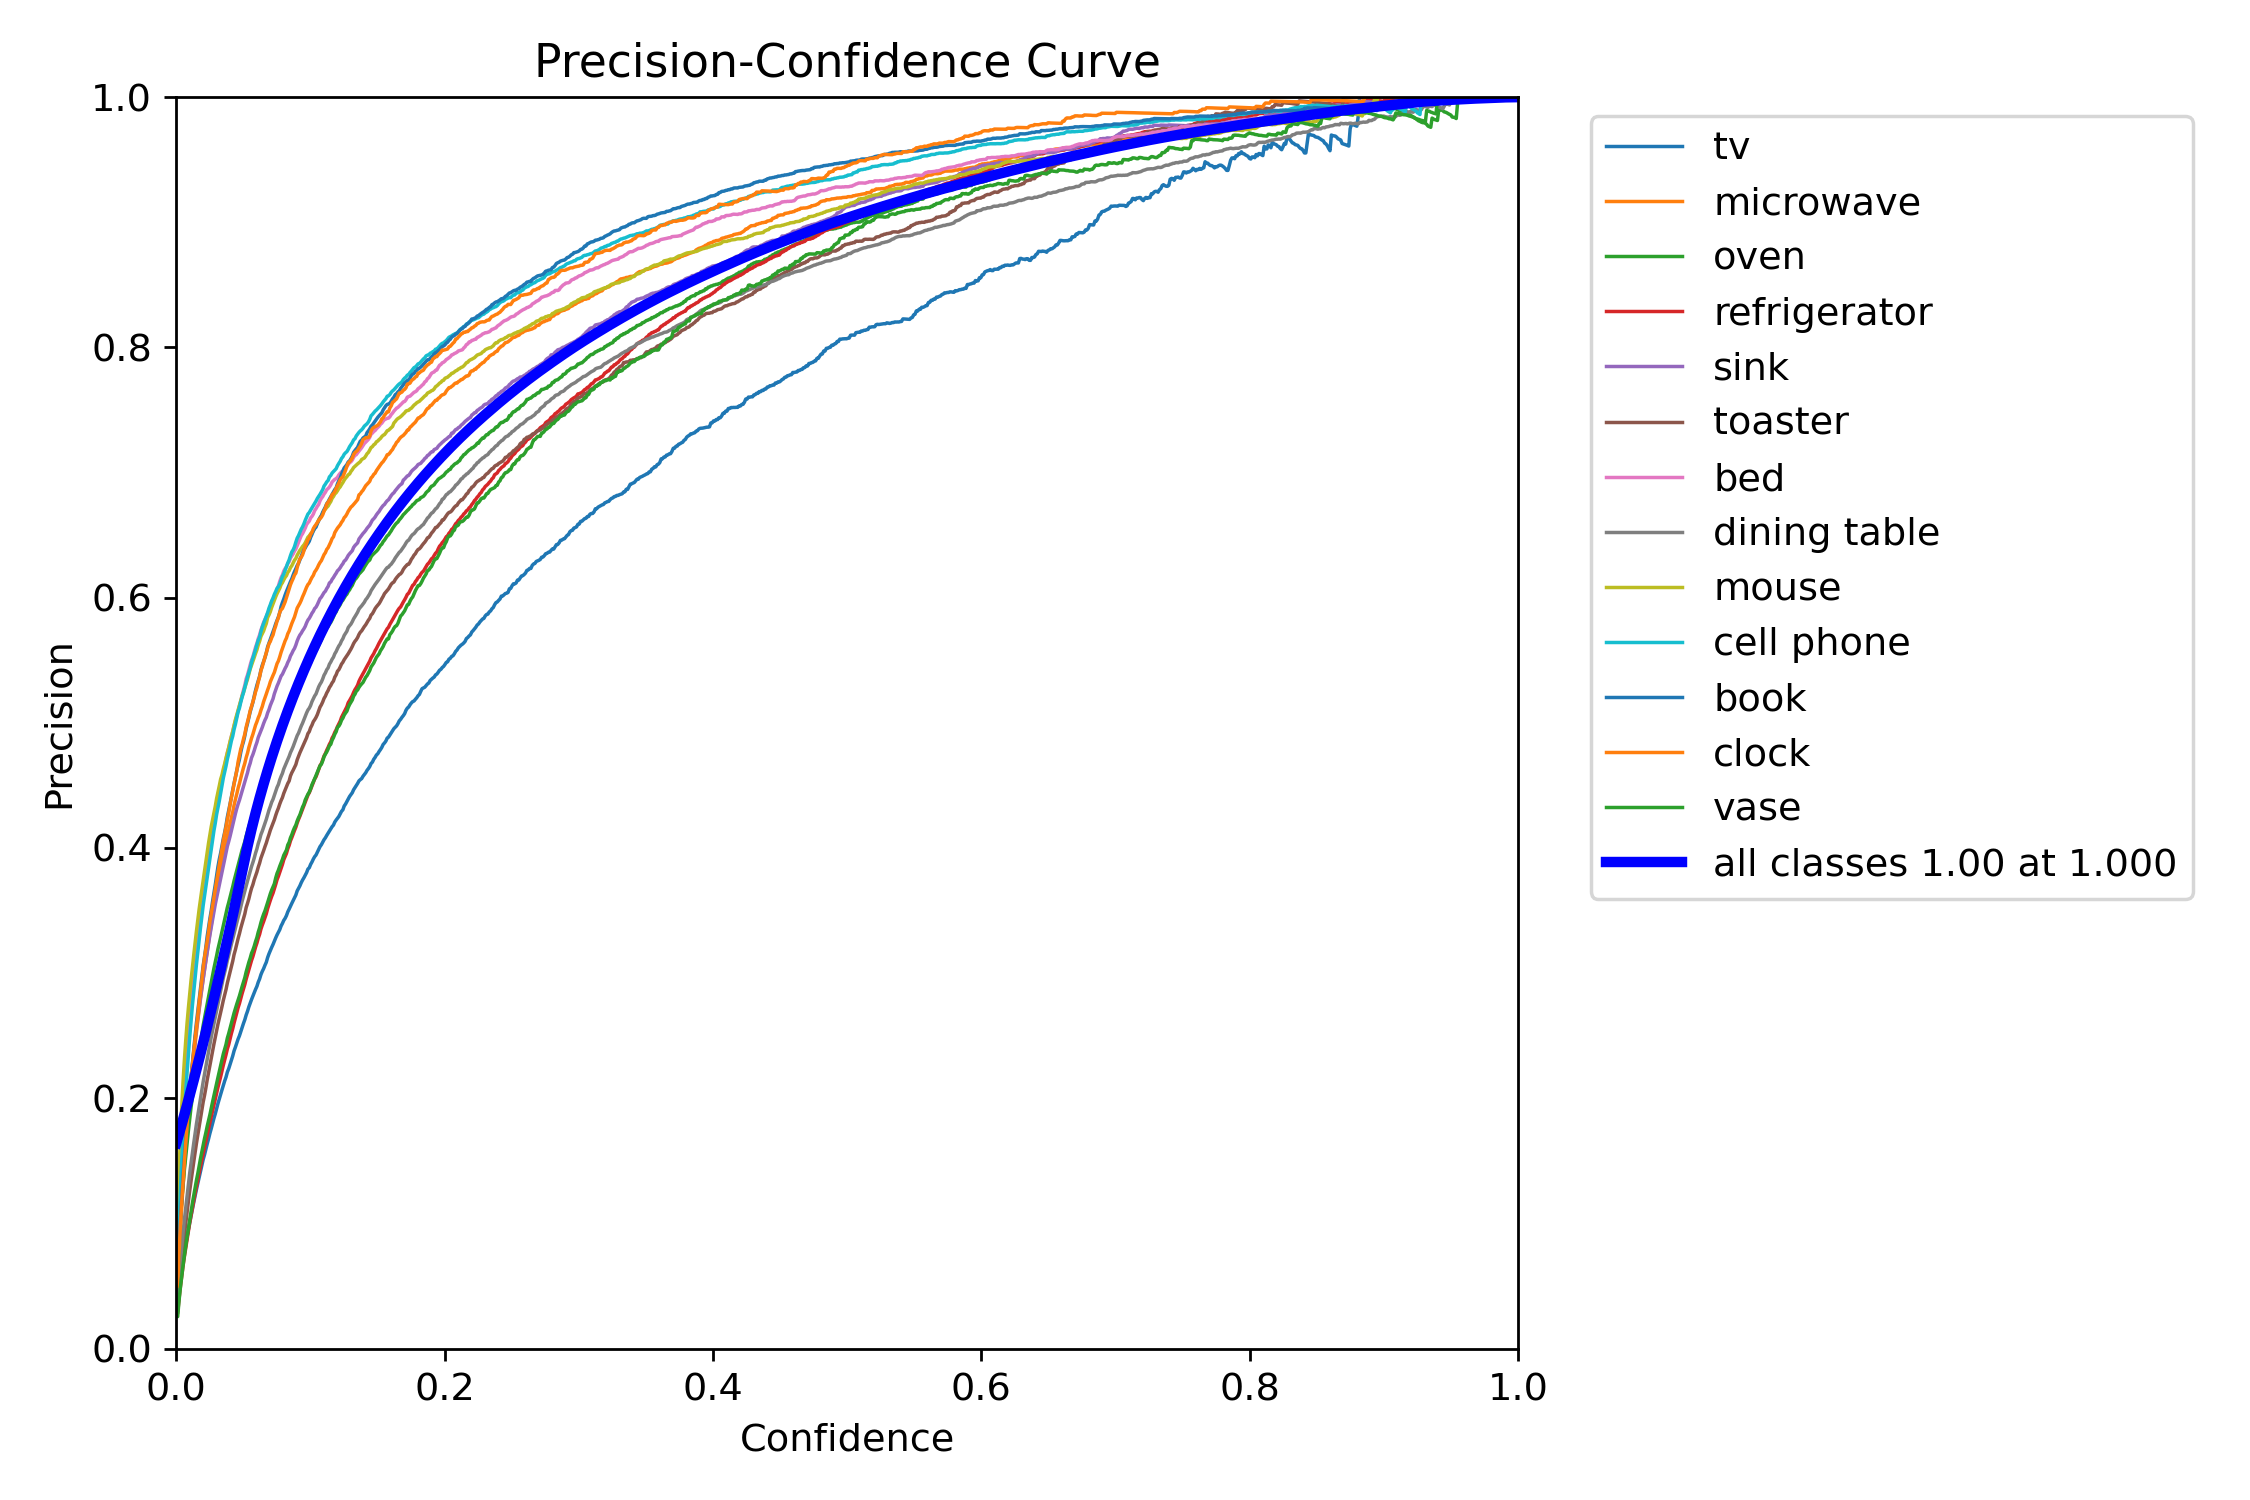 Precision-Confidence Curve
1.0
0.8
0.6
0.4
0.2
0.0
Precision
0.0 0.2 0.4 0.6 0.8 1.0
Confidence
tv
microwave
oven
refrigerator
sink
toaster
bed
dining table
mouse
cell phone
book
clock
vase
all classes 1.00 at 1.000